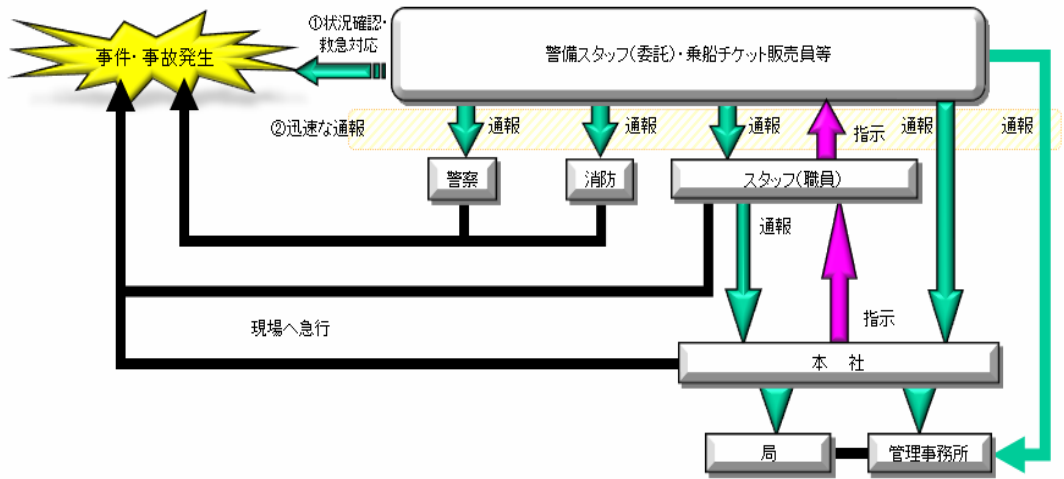 ①状況確認・
救急対応
事件・事故発生
警備スタッフ(委託)・乗船チケット販売員等
②迅速な通報
通報
通報
通報
指示
通報
通報
警察
消防
スタッフ(職員)
通報
指示
現場へ急行
本 社
局
管理事務所